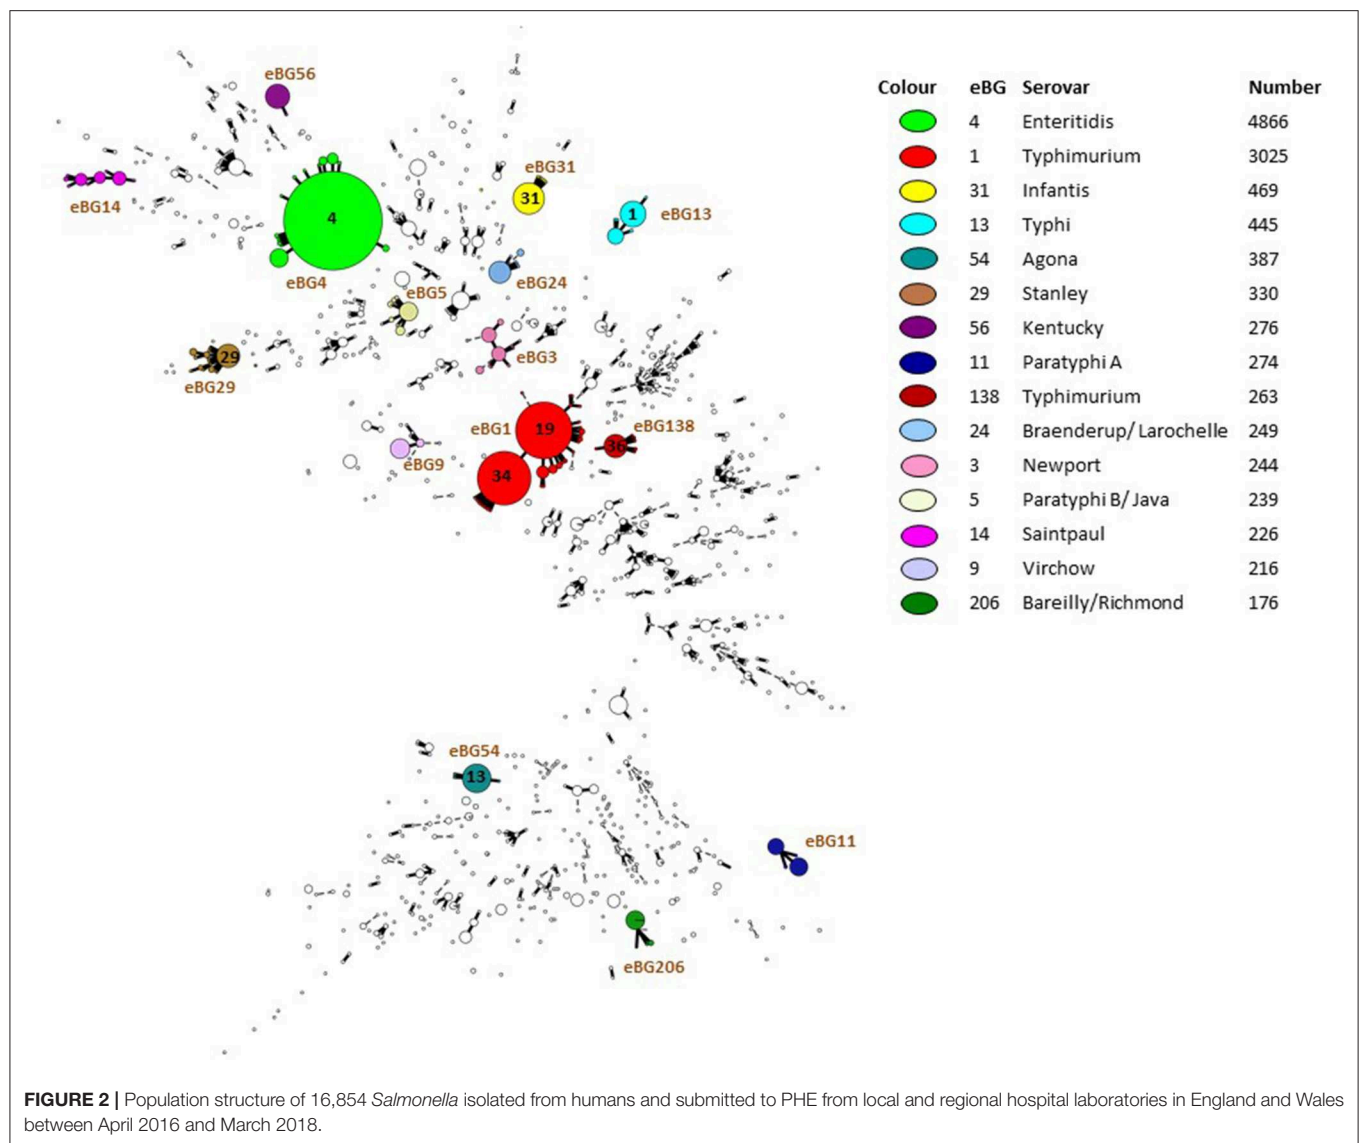 eBG56
eBG31
31
eBG14
4
1
eBG13
eBG4
eBG24
eBG5
eBG3
29
eBG29
eBG1
19
eBG138
36
eBG9
34
eBG54
13
eBG11
eBG206
Colour eBG Serovar Number
4 Enteritidis 4866
1 Typhimurium 3025
31 Infantis 469
13 Typhi 445
54 Agona 387
29 Stanley 330
56 Kentucky 276
11 Paratyphi A 274
138 Typhimurium 263
24 Braenderup/ Larochelle 249
3 Newport 244
5 Paratyphi B/ Java 239
14 Saintpaul 226
9 Virchow 216
206 Bareilly/Richmond 176
FIGURE 2 | Population structure of 16,854 Salmonella isolated from humans and submitted to PHE from local and regional hospital laboratories in England and Wales
between April 2016 and March 2018.